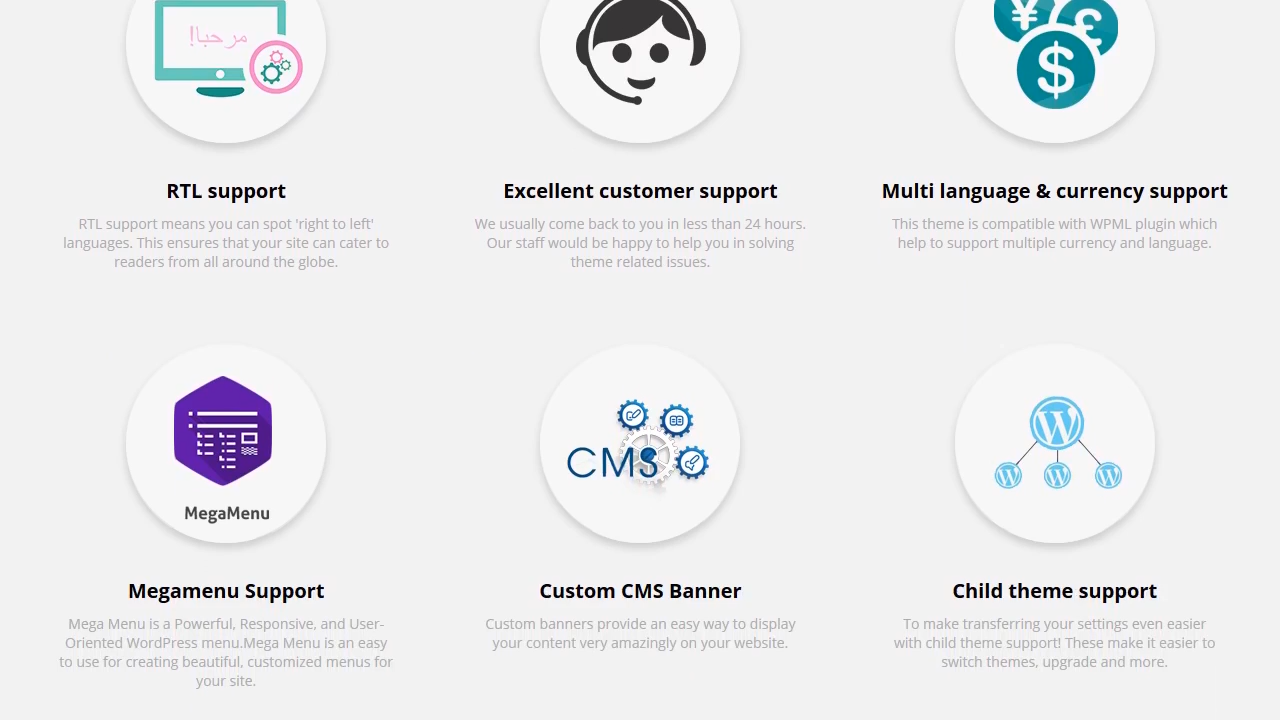 مرحبا!
RTL support
RTL support means you can spot 'right to left'
languages. This ensures that your site can cater to
readers from all around the globe.
Excellent customer support
We usually come back to you in less than 24 hours.
Our staff would be happy to help you in solving
theme related issues.
¥ £
$
Multi language & currency support
This theme is compatible with WPML plugin which
help to support multiple currency and language.
MegaMenu
Megamenu Support
Mega Menu is a Powerful, Responsive, and User-
Oriented WordPress menu.Mega Menu is an easy
to use for creating beautiful, customized menus for
your site.
CMS
Custom CMS Banner
Custom banners provide an easy way to display
your content very amazingly on your website.
W
W W W
Child theme support
To make transferring your settings even easier
with child theme support! These make it easier to
switch themes, upgrade and more.